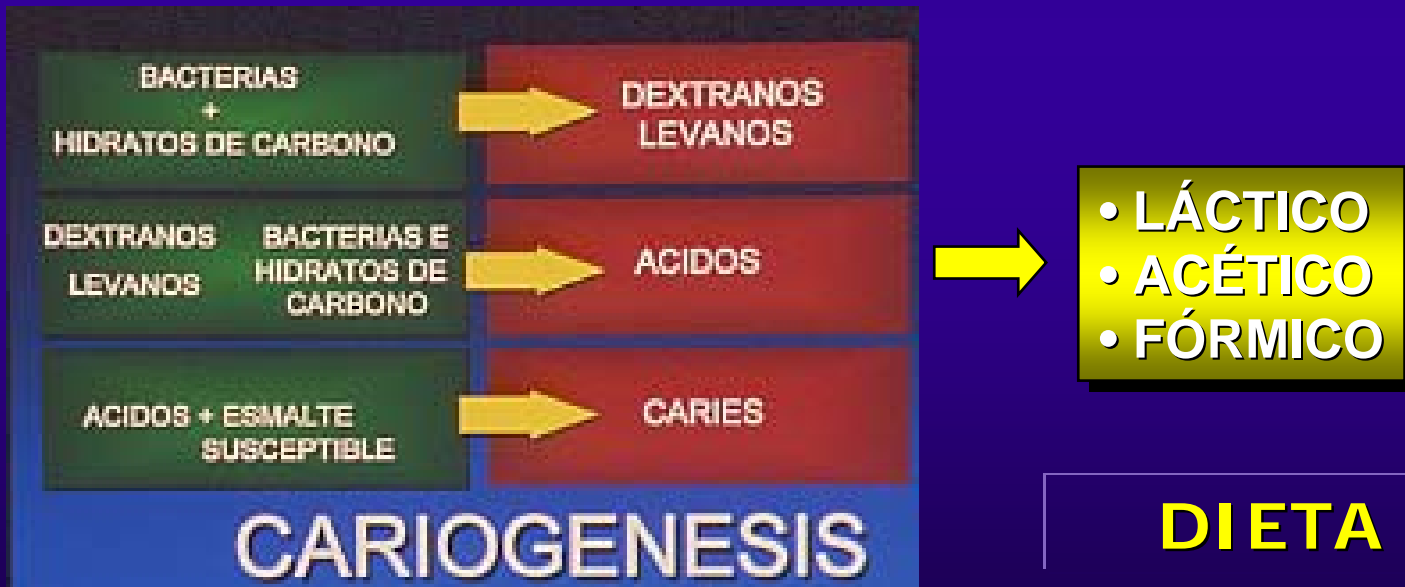 BACTERIAS
+
HIDRATOS DE CARBONO
DEXTRANOS
LEVANOS
DEXTRANOS
LEVANOS
BACTERIAS E
HIDRATOS DE
CARBONO
ACIDOS
ACIDOS + ESMALTE
SUSCEPTIBLE
CARIES
CARIOGENESIS
• LÁCTICO
• ACÉTICO
• FÓRMICO
DIETA